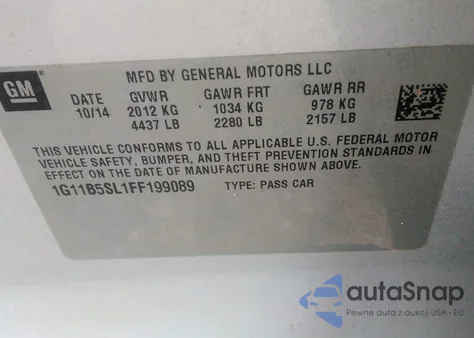 GM
MFD BY GENERAL MOTORS LLC
DATE GVWR GAWR FRT GAWR RR
10/14 2012 KG 1034 KG 978 KG
4437 LB 2280 LB 2157 LB
THIS VEHICLE CONFORMS TO ALL APPLICABLE U.S. FEDERAL MOTOR
VEHICLE SAFETY, BUMPER, AND THEFT PREVENTION STANDARDS IN
EFFECT ON THE DATE OF MANUFACTURE SHOWN ABOVE.
1G11B5SL1FF199089 TYPE: PASS CAR
autaSnap
Pewne auta z aukcji USA i EU